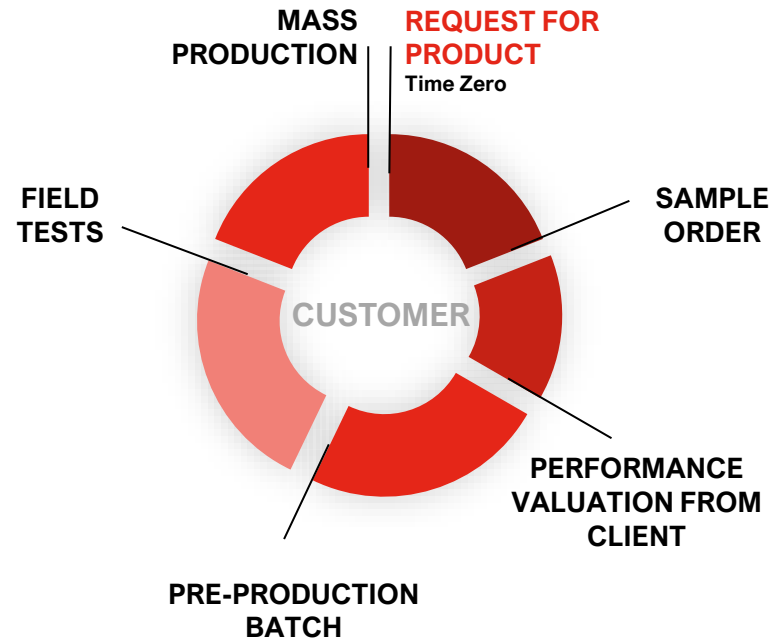 MASS
PRODUCTION
REQUEST FOR
PRODUCT
Time Zero
SAMPLE
ORDER
PERFORMANCE
VALUATION FROM
CLIENT
PRE-PRODUCTION
BATCH
FIELD
TESTS
CUSTOMER